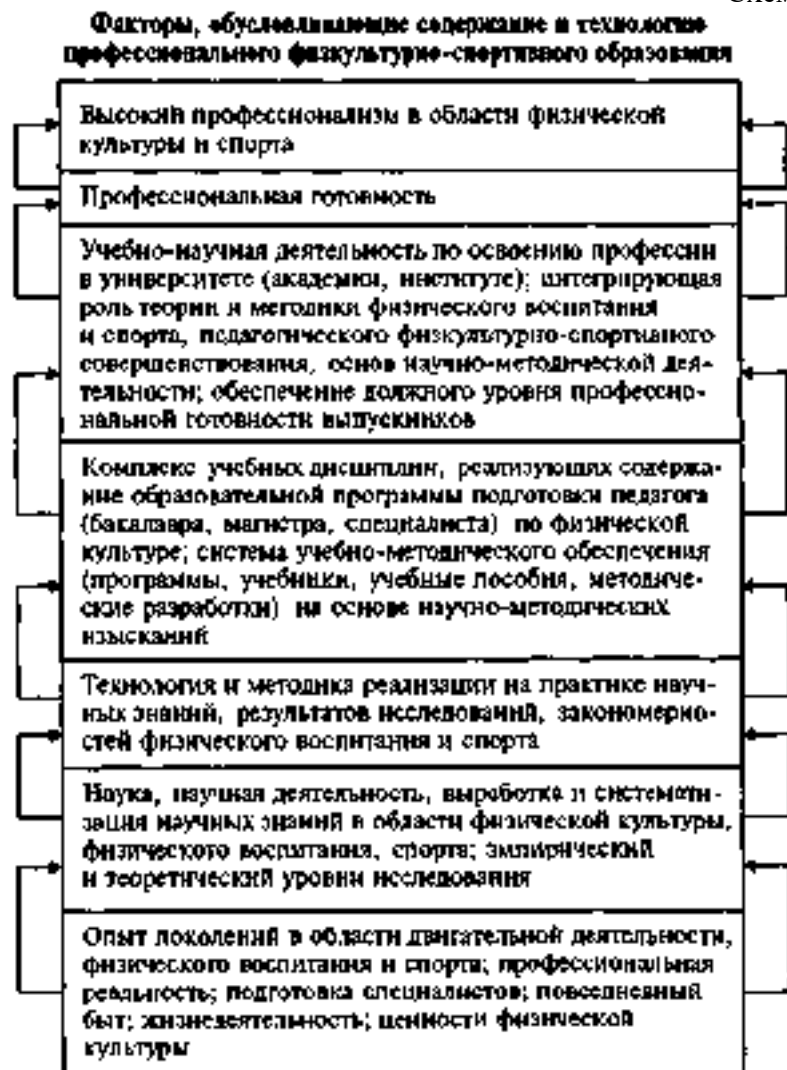 Схем
Факторы, обусловливающие содержание и технологию
профессионального физкультурно-спортивного образования
Высокий профессионализм в области физической
культуры и спорта
Профессиональная готовность
Учебно-научная деятельность по освоению профессии
в университете (академии, институте); интегрирующая
роль теории и методики физического воспитания
и спорта, педагогического физкультурно-спортивного
совершенствования, основ научно-методической дея-
тельности; обеспечение должного уровня профессио-
нальной готовности выпускников
Комплекс учебных дисциплин, реализующих содержа-
ние образовательной программы подготовки педагога
(бакалавра, магистра, специалиста) по физической
культуре; система учебно-методического обеспечения
(программы, учебники, учебные пособия, методиче-
ские разработки) на основе научно-методических
изысканий
Технология и методика реализации на практике науч-
ных знаний, результатов исследований, закономерно-
стей физического воспитания и спорта
Наука, научная деятельность, выработка и системати-
зация научных знаний в области физической культуры,
физического воспитания, спорта; эмпирический
и теоретический уровни исследования
Опыт поколений в области двигательной деятельности,
физического воспитания и спорта; профессиональная
реальность; подготовка специалистов; повседневный
быт; жизнедеятельность; ценности физической
культуры